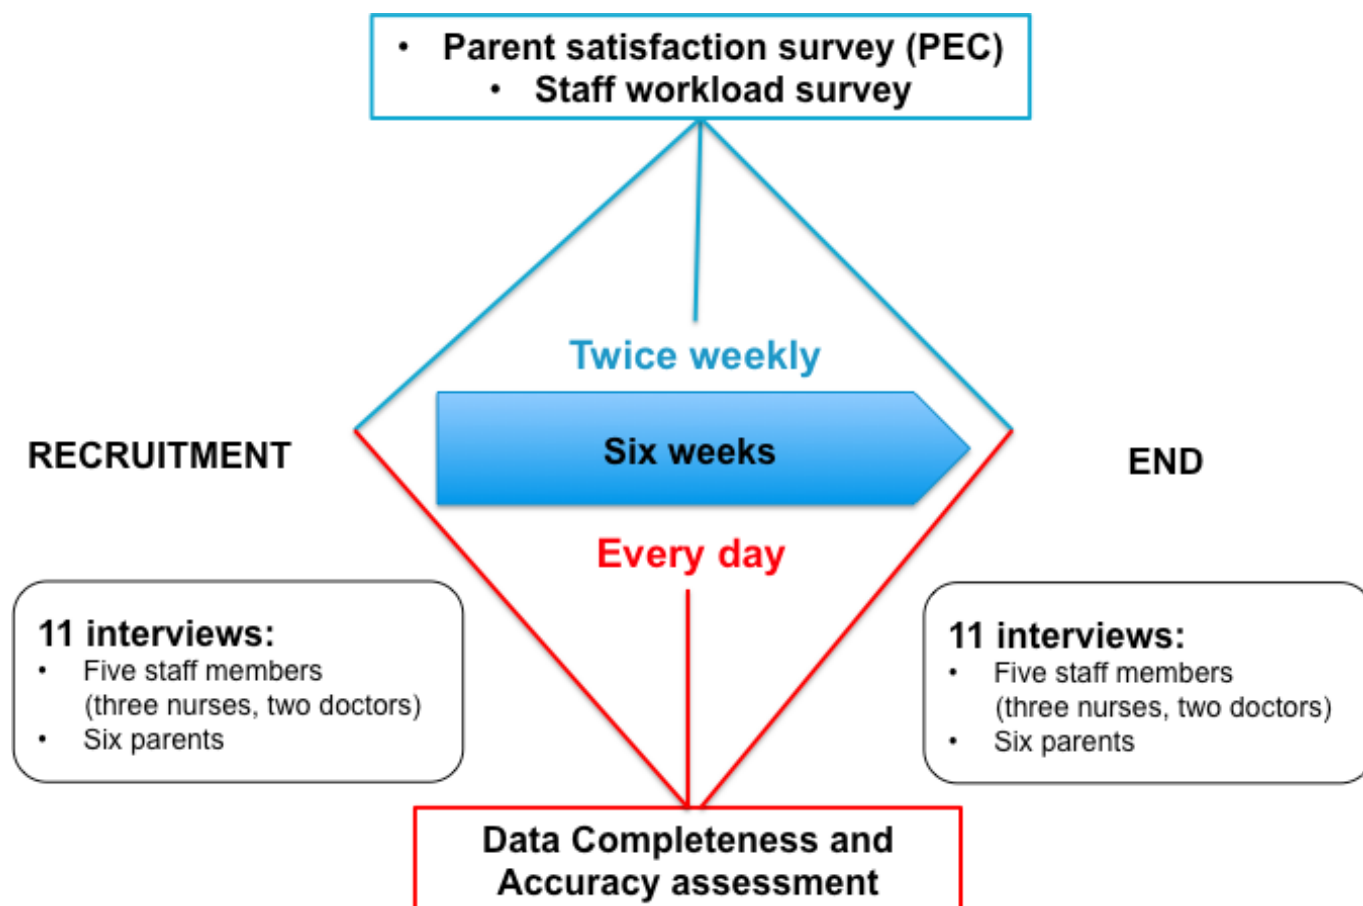 • Parent satisfaction survey (PEC)
• Staff workload survey
Twice weekly
Six weeks
RECRUITMENT
END
Every day
11 interviews:
• Five staff members
(three nurses, two doctors)
• Six parents
11 interviews:
• Five staff members
(three nurses, two doctors)
• Six parents
Data Completeness and
Accuracy assessment